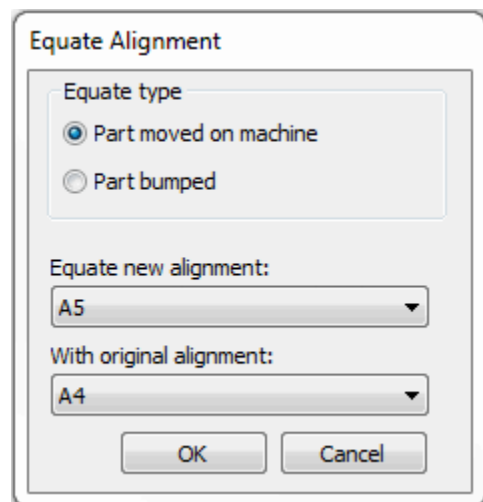 Equate Alignment
Equate type
Part moved on machine
Part bumped
Equate new alignment:
A5
With original alignment:
A4
OK Cancel